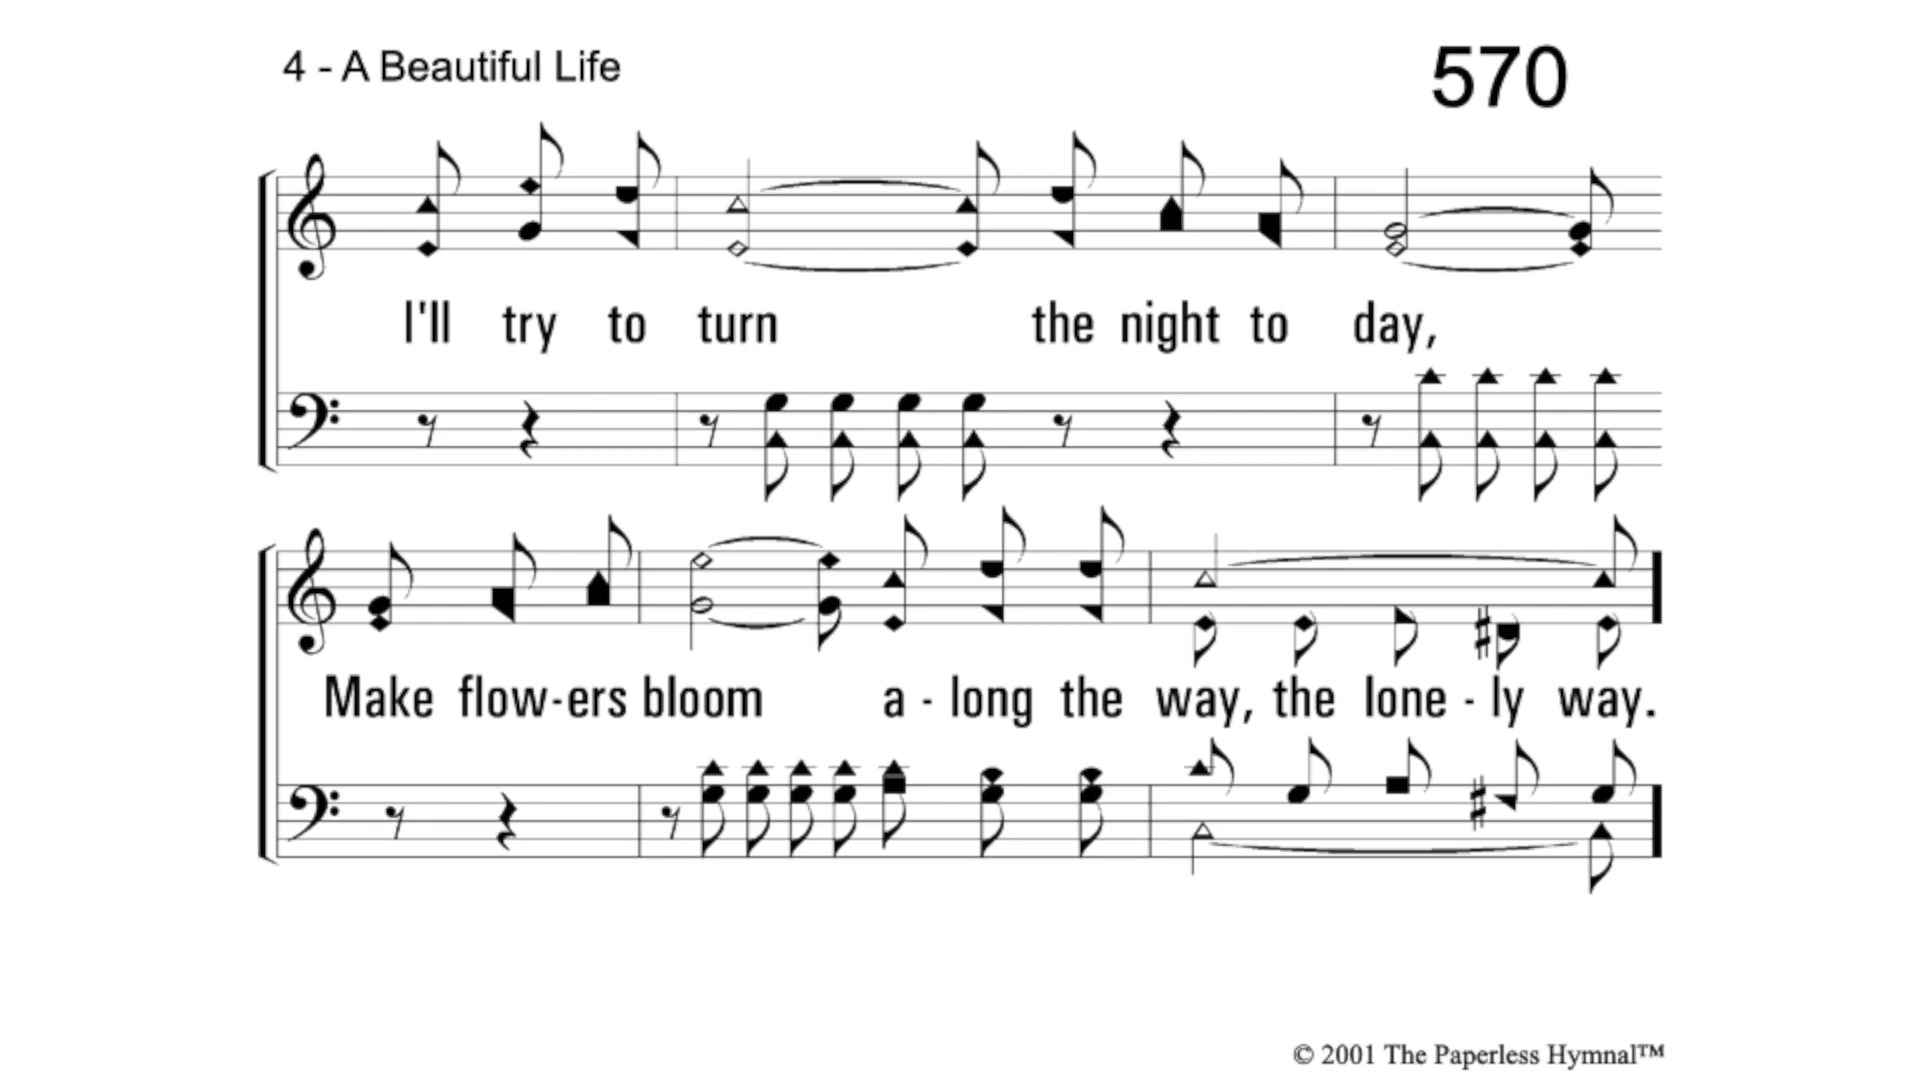 4 - A Beautiful Life
570
I'll try to turn the night to day,
Make flow-ers bloom a - long the way, the lone - ly way.
© 2001 The Paperless Hymnal™